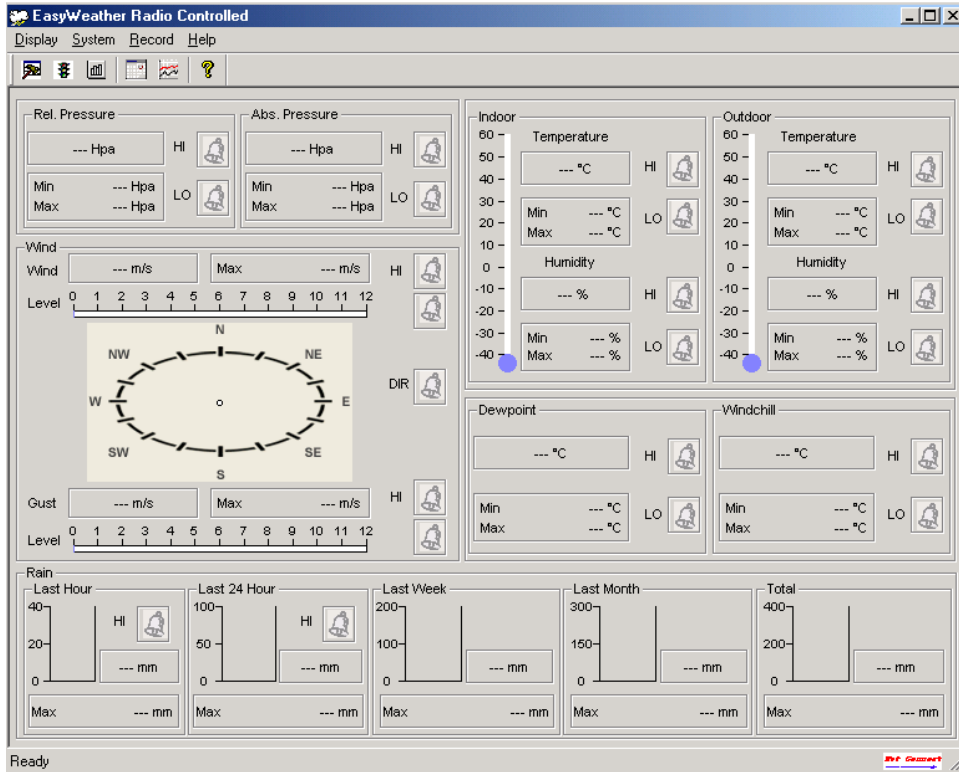 EasyWeather Radio Controlled
Display System Record Help
Rel. Pressure
--- Hpa
HI
Min --- Hpa
Max --- Hpa
LO
Abs. Pressure
--- Hpa
HI
Min --- Hpa
Max --- Hpa
LO
Wind
Wind --- m/s Max --- m/s HI
Level 0 1 2 3 4 5 6 7 8 9 10 11 12
N
NW NE
W E
SW SE
S
DIR
Gust --- m/s Max --- m/s HI
Level 0 1 2 3 4 5 6 7 8 9 10 11 12
Indoor
60
50
40
30
20
10
0
-10
-20
-30
-40
Temperature
--- °C
HI
Min --- °C
Max --- °C
LO
Humidity
--- %
HI
Min --- %
Max --- %
LO
Outdoor
60
50
40
30
20
10
0
-10
-20
-30
-40
Temperature
--- °C
HI
Min --- °C
Max --- °C
LO
Humidity
--- %
HI
Min --- %
Max --- %
LO
Dewpoint
--- °C
HI
Min --- °C
Max --- °C
LO
Windchill
--- °C
HI
Min --- °C
Max --- °C
LO
Rain
Last Hour
40
20
0
HI
--- mm
Max --- mm
Last 24 Hour
100
50
0
HI
--- mm
Max --- mm
Last Week
200
100
0
--- mm
Max --- mm
Last Month
300
150
0
--- mm
Max --- mm
Total
400
200
0
--- mm
Max --- mm
Ready
Not Connect